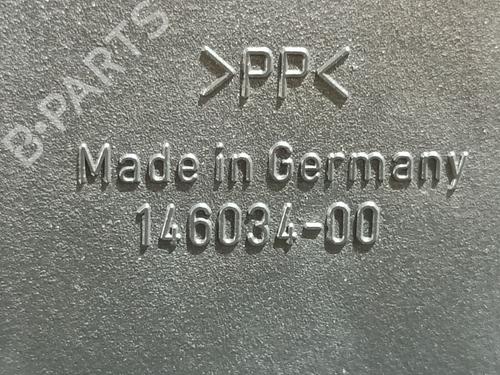 B-PARTS
>PP<
Made in Germany
146034-00